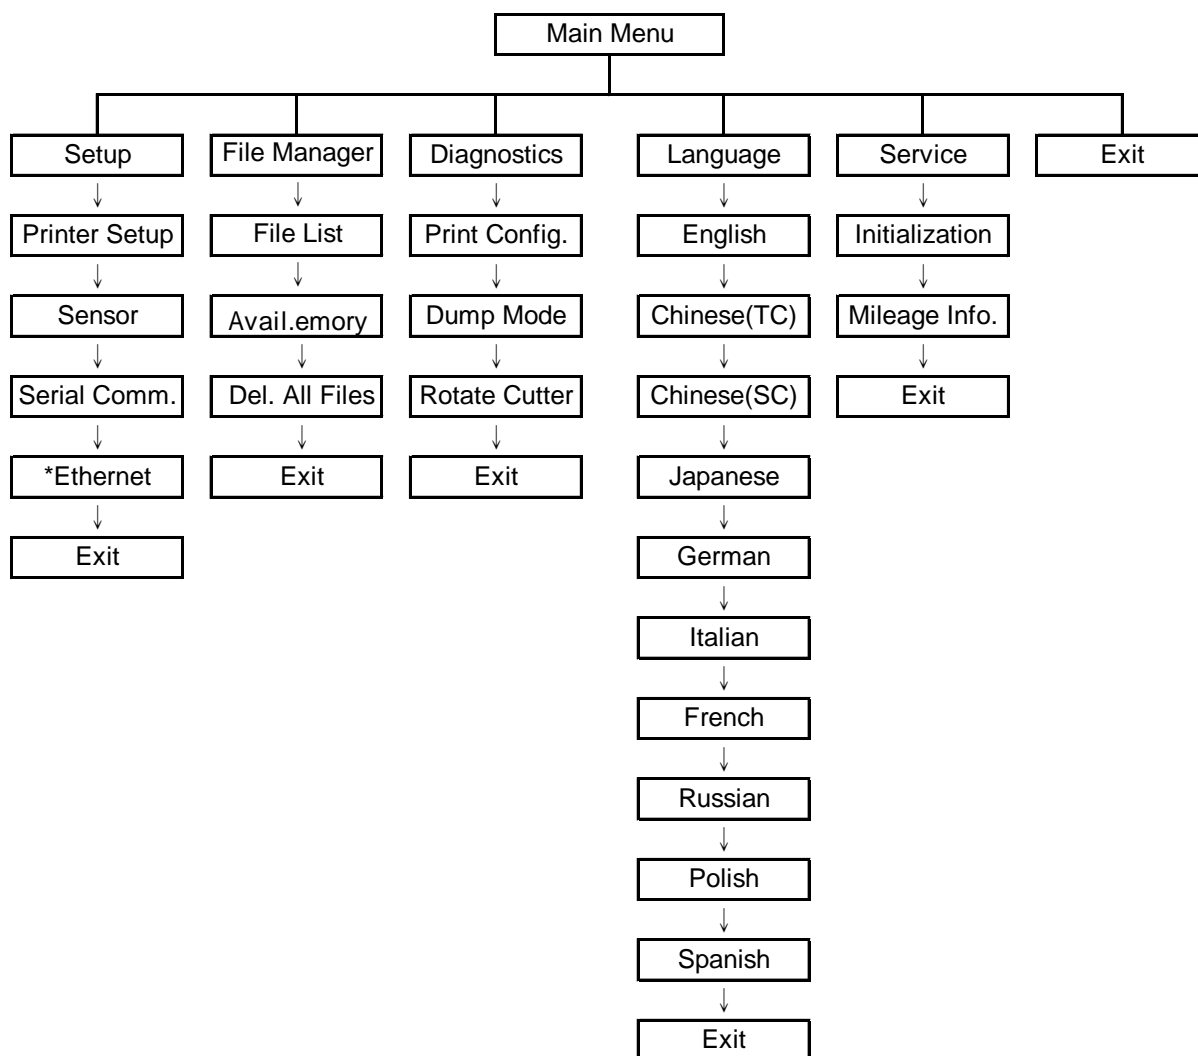 Main Menu
Setup
File Manager
Diagnostics
Language
Service
Exit
Printer Setup
File List
Print Config.
English
Initialization
Sensor
Avail.emory
Dump Mode
Chinese(TC)
Mileage Info.
Serial Comm.
Del. All Files
Rotate Cutter
Chinese(SC)
Exit
*Ethernet
Exit
Exit
Japanese
Exit
German
Italian
French
Russian
Polish
Spanish
Exit